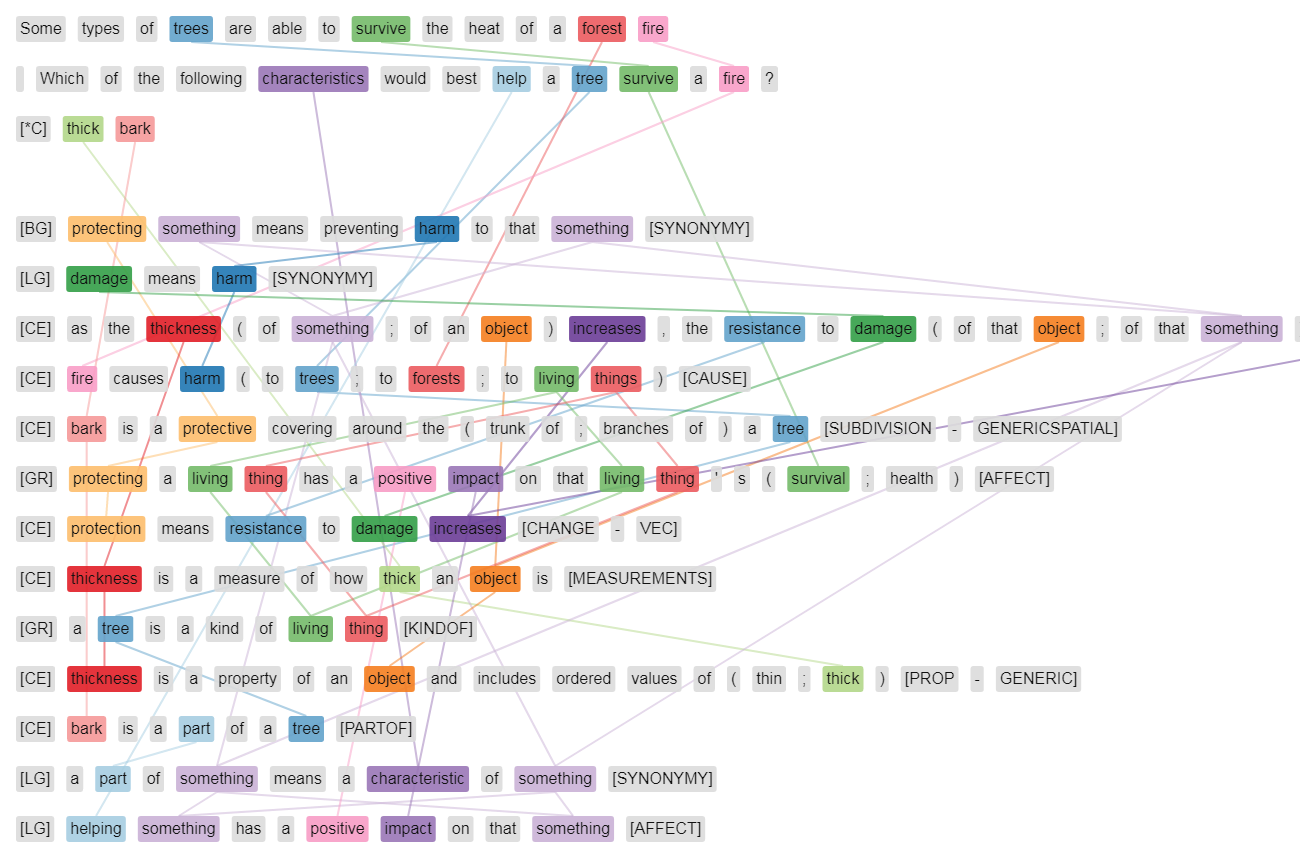 Some types of trees are able to survive the heat of a forest fire
Which of the following characteristics would best help a tree survive a fire ?
[*C] thick bark
[BG] protecting something means preventing harm to that something [SYNONYMY]
[LG] damage means harm [SYNONYMY]
[CE] as the thickness ( of something ; of an object ) increases , the resistance to damage ( of that object ; of that something
[CE] fire causes harm ( to trees ; to forests ; to living things ) [CAUSE]
[CE] bark is a protective covering around the ( trunk of ; branches of ) a tree [SUBDIVISION - GENERICSPATIAL]
[GR] protecting a living thing has a positive impact on that living thing ' s ( survival ; health ) [AFFECT]
[CE] protection means resistance to damage increases [CHANGE - VEC]
[CE] thickness is a measure of how thick an object is [MEASUREMENTS]
[GR] a tree is a kind of living thing [KINDOF]
[CE] thickness is a property of an object and includes ordered values of ( thin ; thick ) [PROP - GENERIC]
[CE] bark is a part of a tree [PARTOF]
[LG] a part of something means a characteristic of something [SYNONYMY]
[LG] helping something has a positive impact on that something [AFFECT]